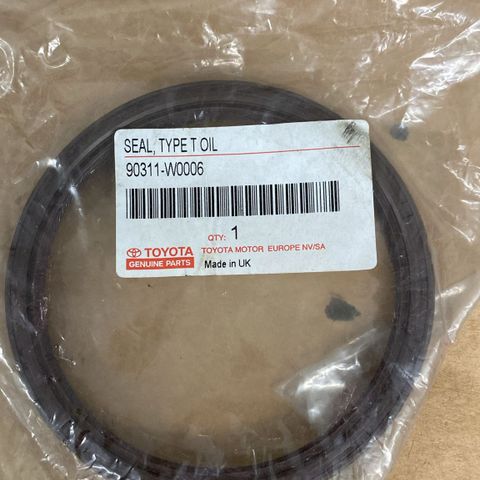 SEAL, TYPE T OIL
90311-W0006
QTY: 1
TOYOTA TOYOTA MOTOR EUROPE NV/SA
GENUINE PARTS Made in UK